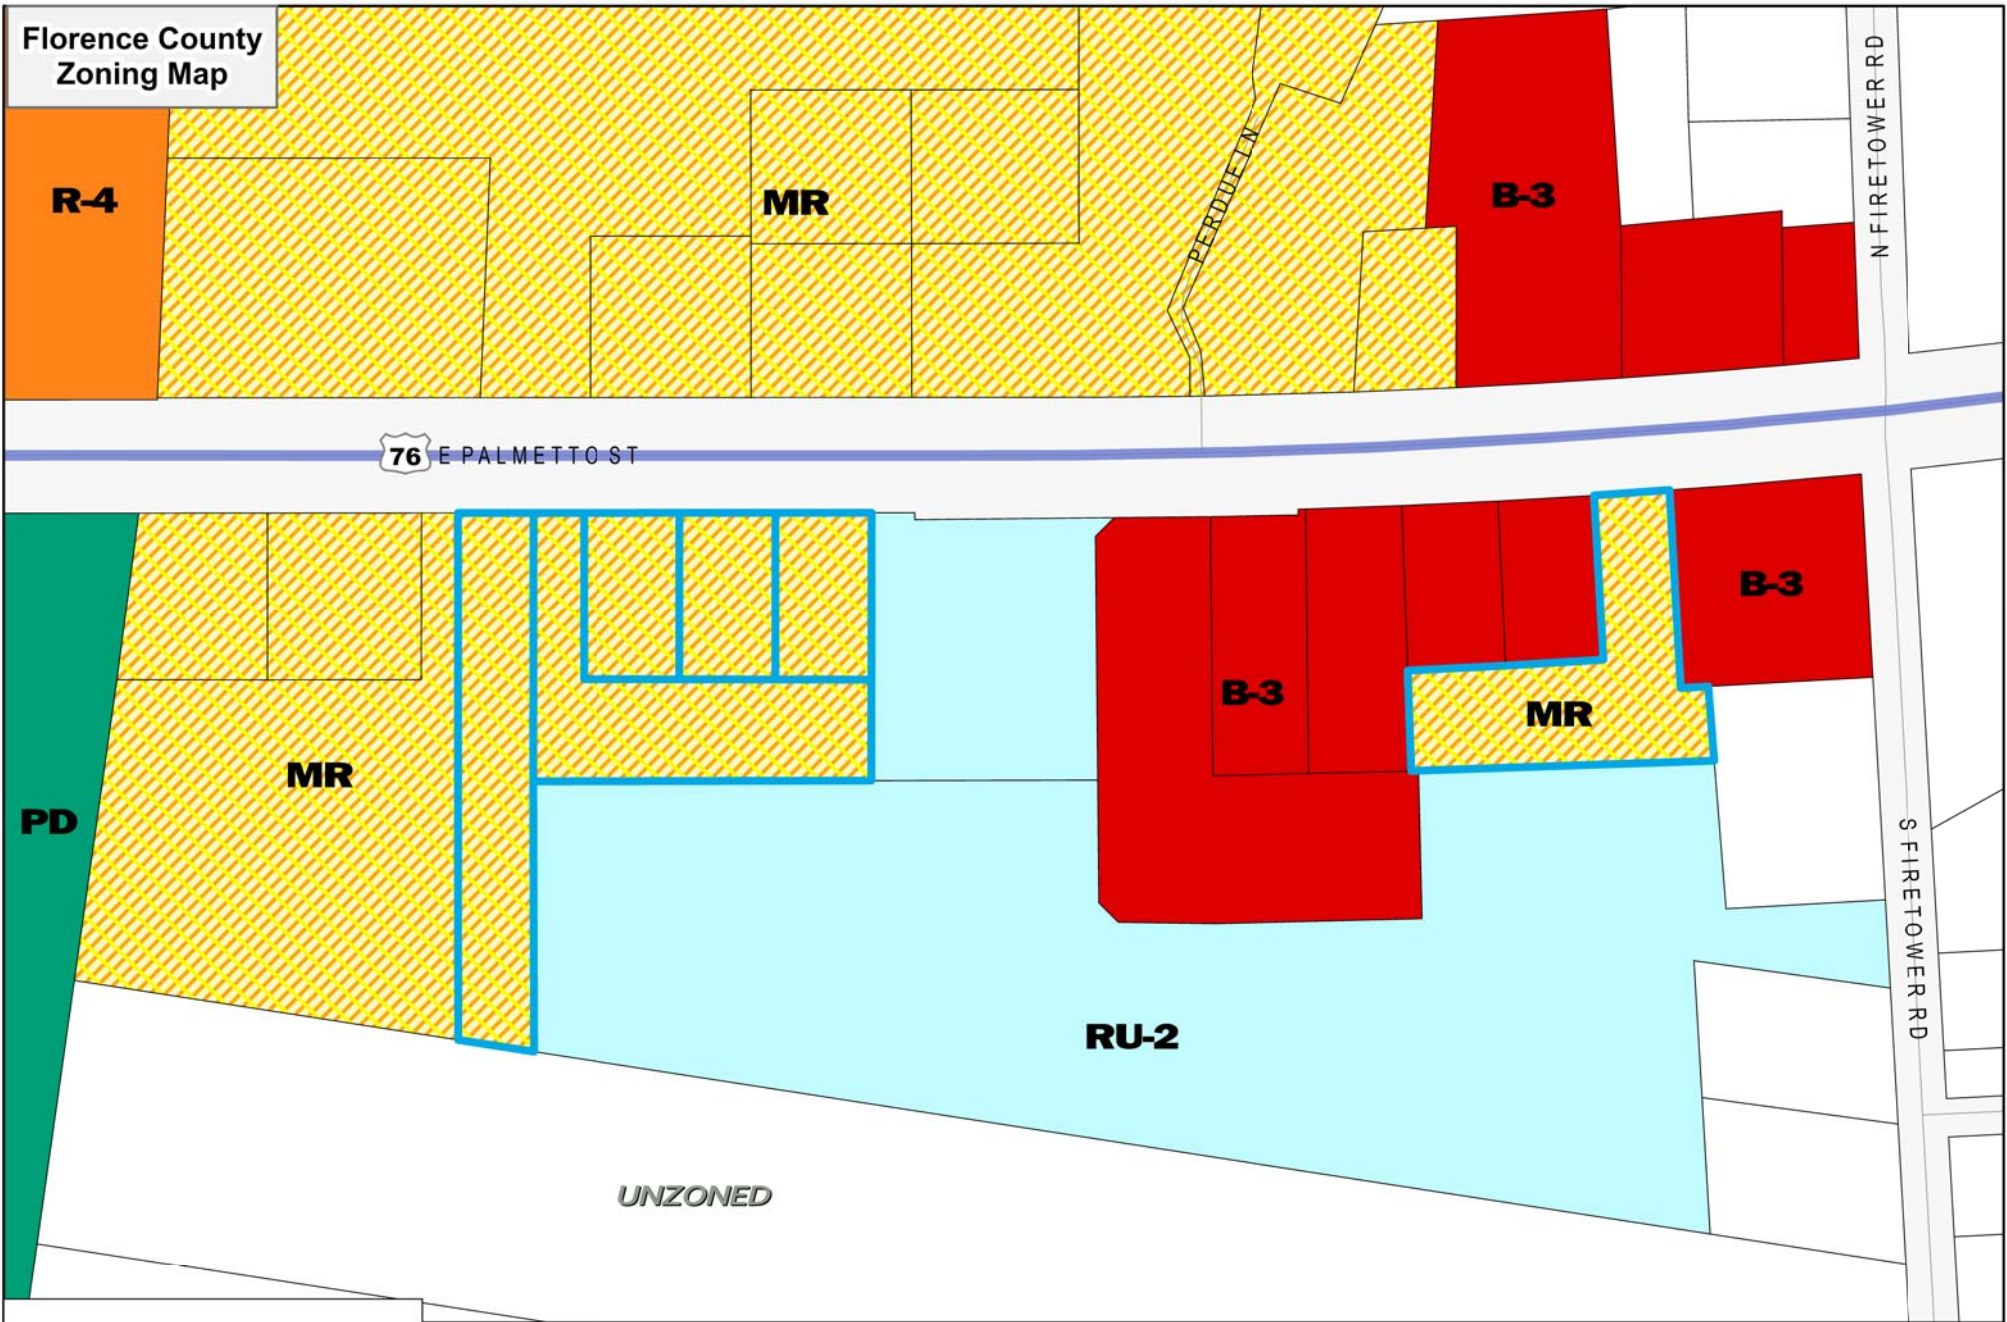 Florence County
Zoning Map
R-4
MR
PERDUE LN
B-3
N FIRETOWER RD
76
E PALMETTO ST
B-3
B-3
MR
MR
PD
S FIRETOWER RD
RU-2
UNZONED